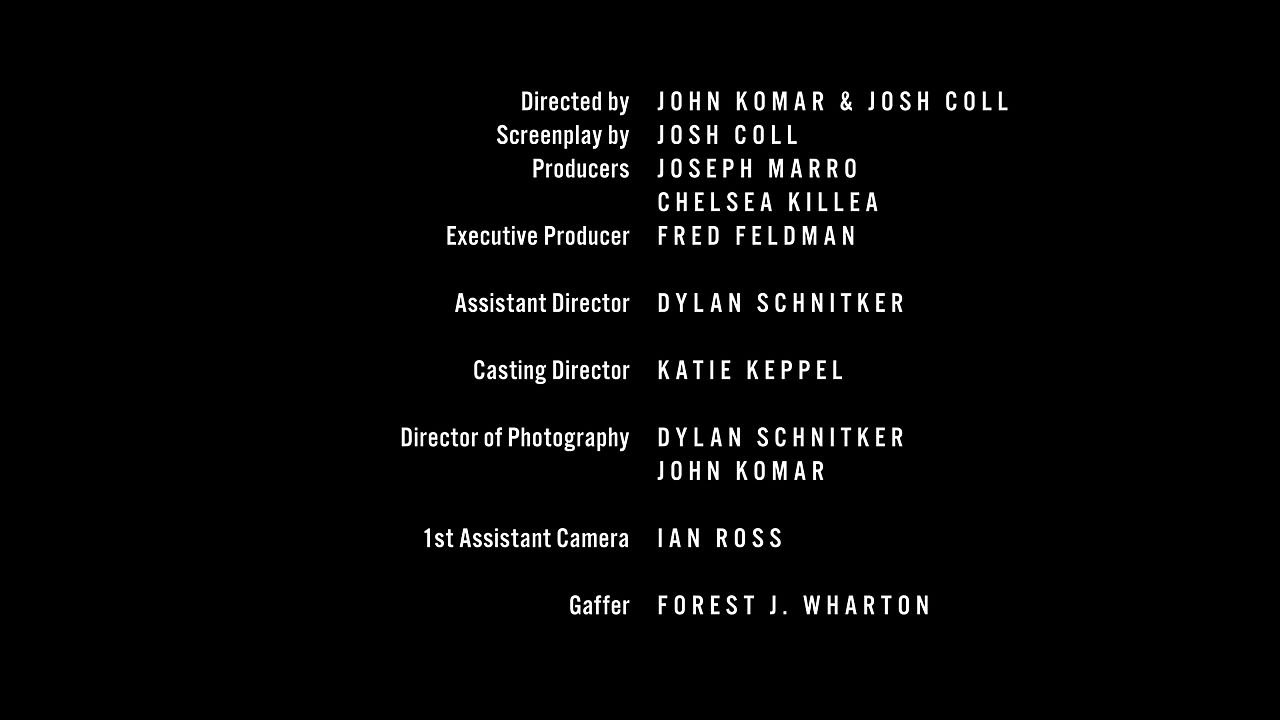 Directed by JOHN KOMAR & JOSH COLL
Screenplay by JOSH COLL
Producers JOSEPH MARRO
CHELSEA KILLEA
Executive Producer FRED FELDMAN
Assistant Director DYLAN SCHNITKER
Casting Director KATIE KEPPEL
Director of Photography DYLAN SCHNITKER
JOHN KOMAR
1st Assistant Camera IAN ROSS
Gaffer FOREST J. WHARTON